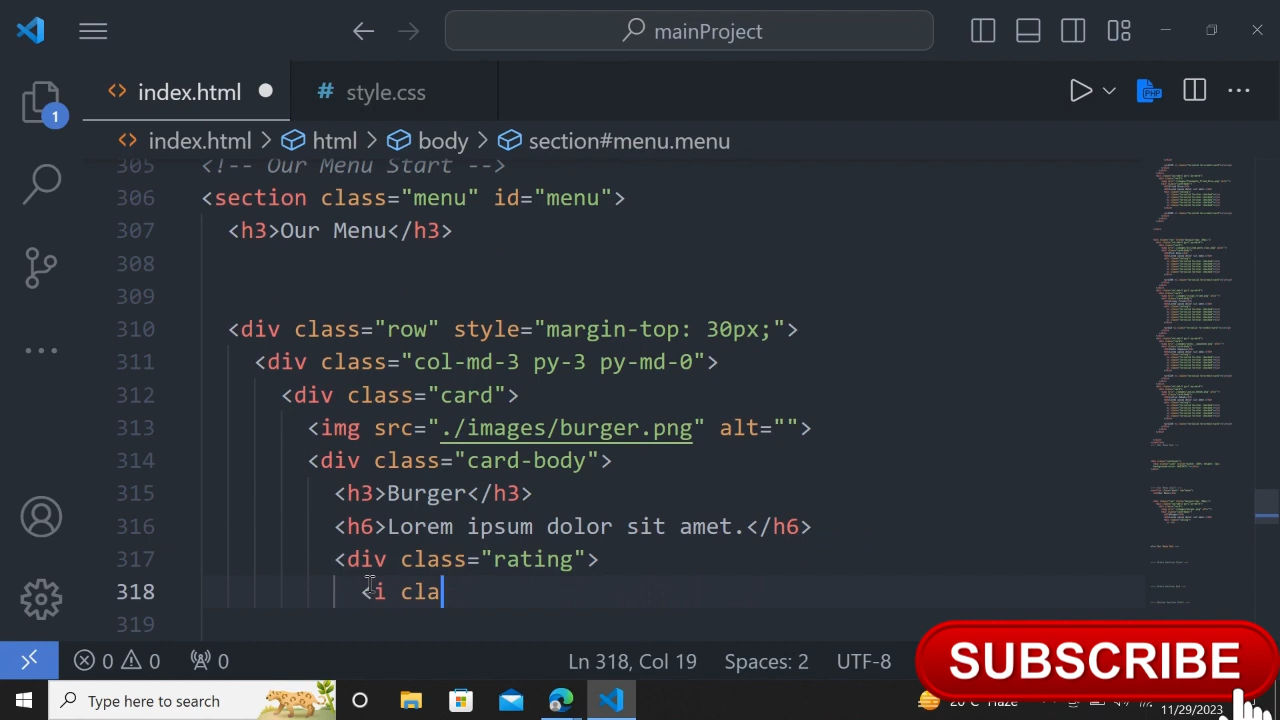 mainProject
index.html
# style.css
PHP
1
index.html > html > body > section#menu.menu
305 <!-- Our Menu Start -->
306 <section class="menu" id="menu">
307 <h3>Our Menu</h3>
308
309
310 <div class="row" style="margin-top: 30px;">
311 <div class="col-md-3 py-3 py-md-0">
312 <div class="card">
313 <img src="./images/burger.png" alt="">
314 <div class="card-body">
315 <h3>Burger</h3>
316 <h6>Lorem ipsum dolor sit amet.</h6>
317 <div class="rating">
318 <i cla
319
0 0 0 Ln 318, Col 19 Spaces: 2 UTF-8
SUBSCRIBE
Type here to search
Haze
11/29/2023